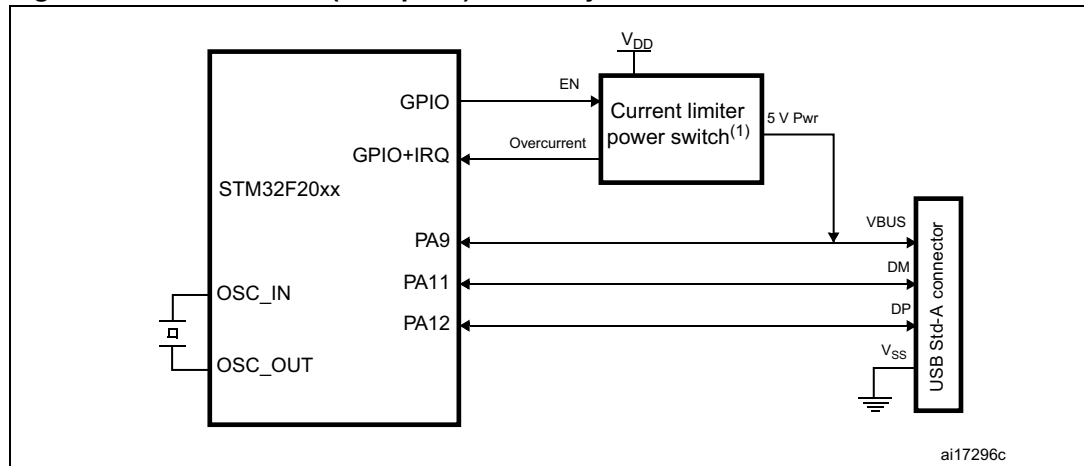 V_DD
EN
GPIO
Current limiter
power switch(1)
5 V Pwr
Overcurrent
GPIO+IRQ
STM32F20xx
VBUS
PA9
DM
PA11
OSC_IN
DP
PA12
V_SS
OSC_OUT
USB Std-A connector
ai17296c